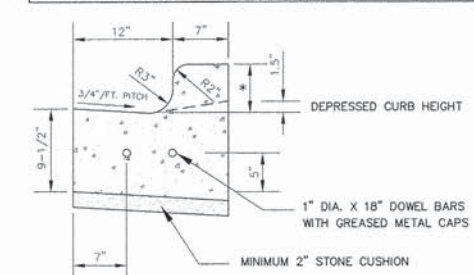 12"
7"
R3"
R2"
1.5"
*
3/4"/FT. PITCH
DEPRESSED CURB HEIGHT
9-1/2"
5"
1" DIA. X 18" DOWEL BARS
WITH GREASED METAL CAPS
7"
MINIMUM 2" STONE CUSHION